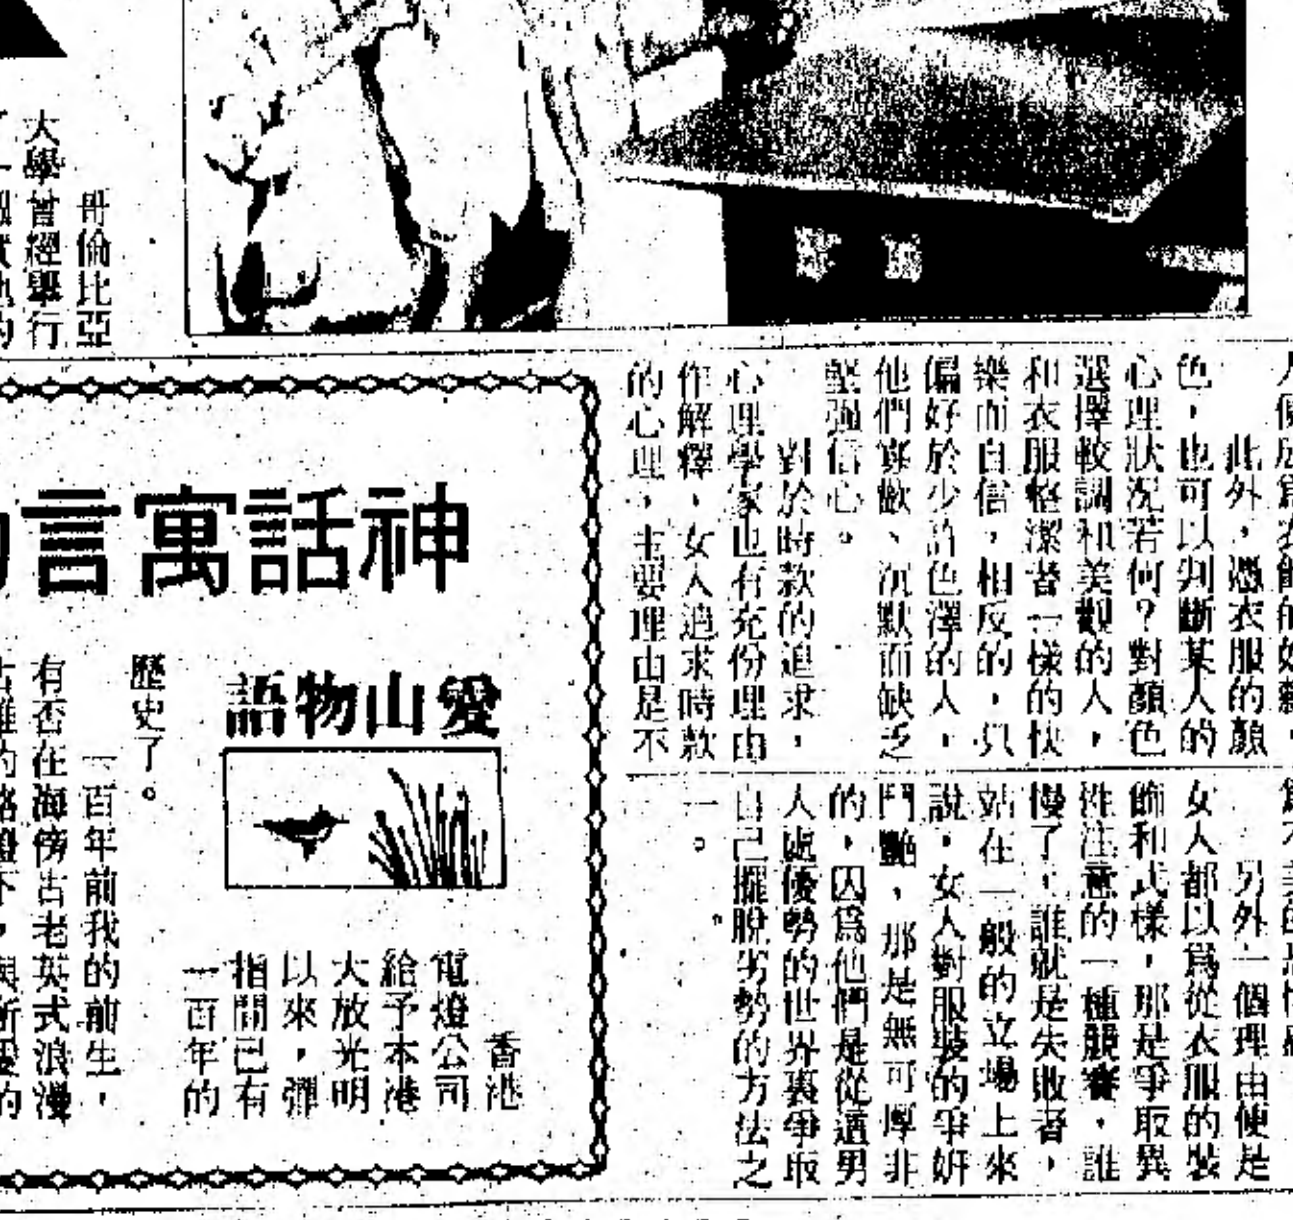 此外，憑衣服的顏
色，也可以判斷某人的
心理狀況若何？對顏色
選擇較調和美觀的人，
和衣服整潔者一樣的快
樂而自信，相反的，只
偏好於少許色澤的人，
他們寡歡、沉默而缺乏
堅強信心。
對於時款的追求，
心理學家也有充份理由
作解釋，女人追求時款
的心理，主要理由是不
另外一個理由便是
女人都以爲從衣服的裝
飾和式樣，那是爭取異
性注意的一種競賽，誰
慢了，誰就是失敗者，
站在一般的立場上來
說，女人對服裝的爭妍
鬥艷，那是無可厚非
的，因爲他們是從這男
人處優勢的世界裏爭取
自己擺脫劣勢的方法之
一。
哥倫比亞
大學曾經舉行
神話寓言
愛山物語
香港
電燈公司
給予本港
大放光明
以來，彈
指間已有
一百年的
歷史了。
一百年前我的前生，
有否在海傍古老英式浪漫